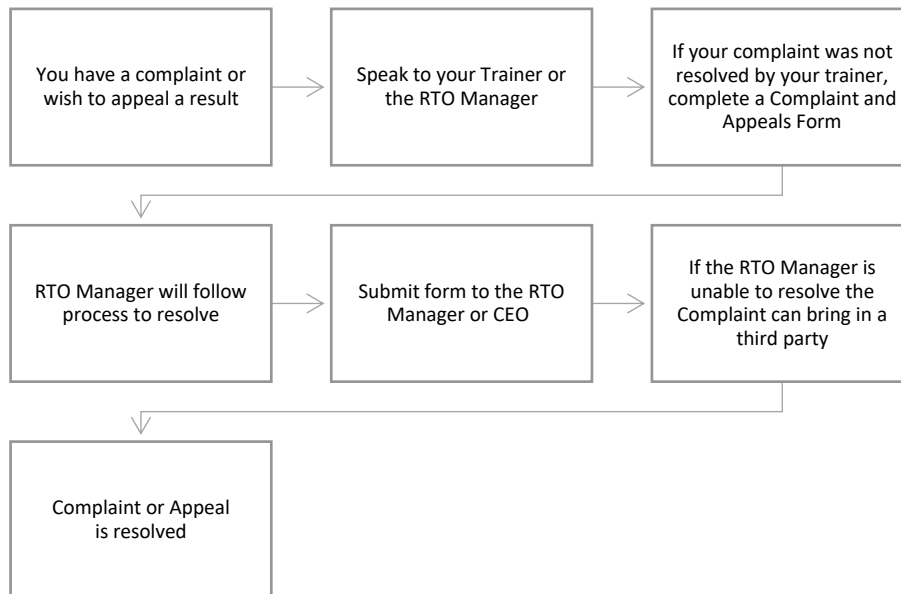 You have a complaint or
wish to appeal a result
Speak to your Trainer or
the RTO Manager
If your complaint was not
resolved by your trainer,
complete a Complaint and
Appeals Form
RTO Manager will follow
process to resolve
Submit form to the RTO
Manager or CEO
If the RTO Manager is
unable to resolve the
Complaint can bring in a
third party
Complaint or Appeal
is resolved